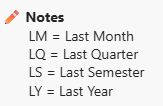 Notes
LM = Last Month
LQ = Last Quarter
LS = Last Semester
LY = Last Year